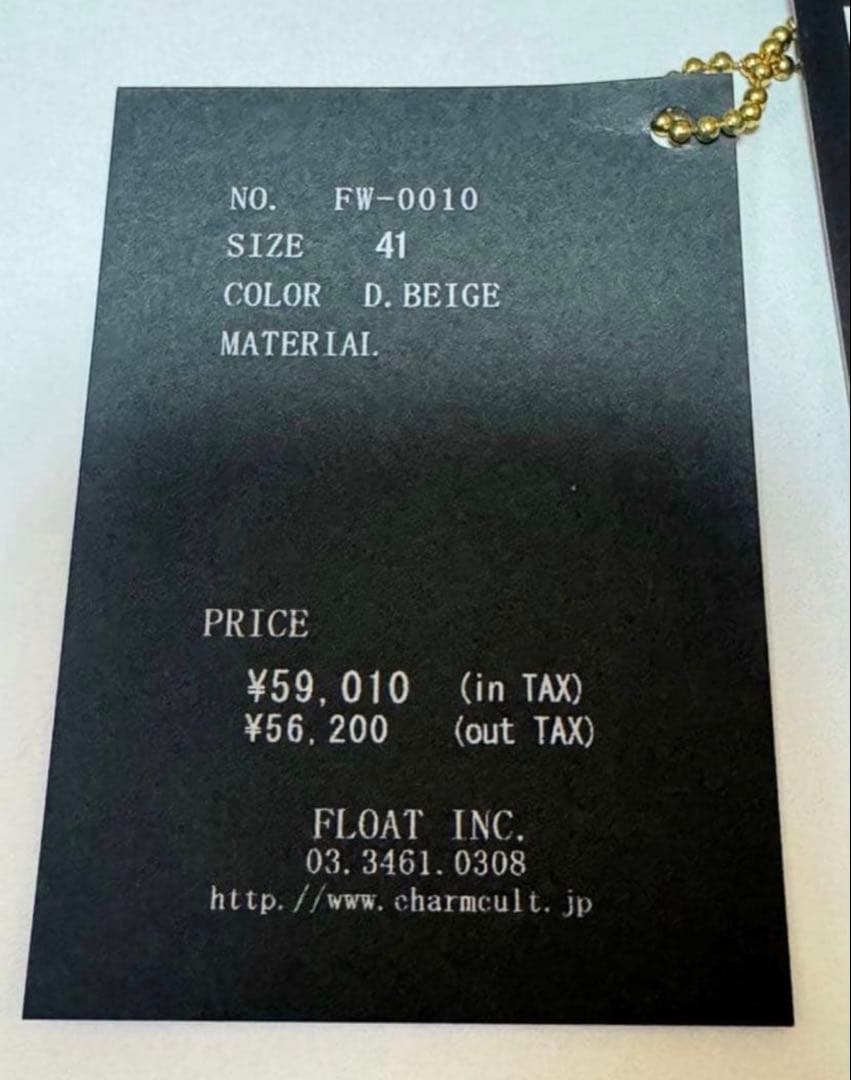 NO. FW-0010
SIZE 41
COLOR D.BEIGE
MATERIAL
PRICE
¥59,010 (in TAX)
¥56,200 (out TAX)
FLOAT INC.
03.3461.0308
http.//www.charmcult.jp